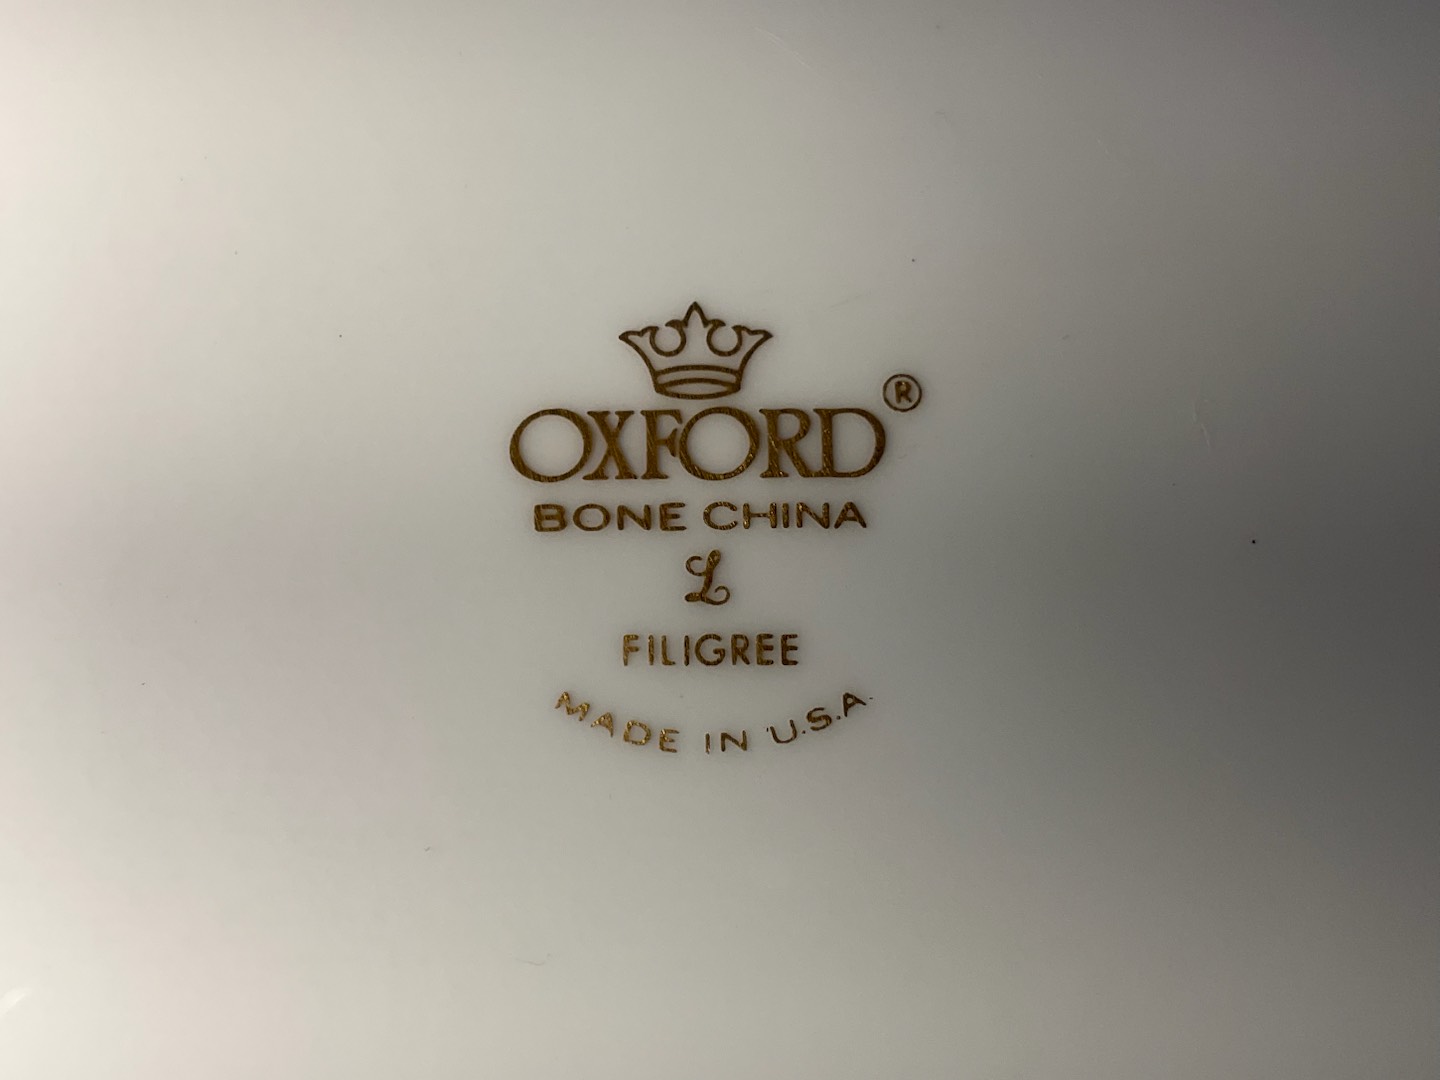 OXFORD®
BONE CHINA
L
FILIGREE
MADE IN U.S.A.